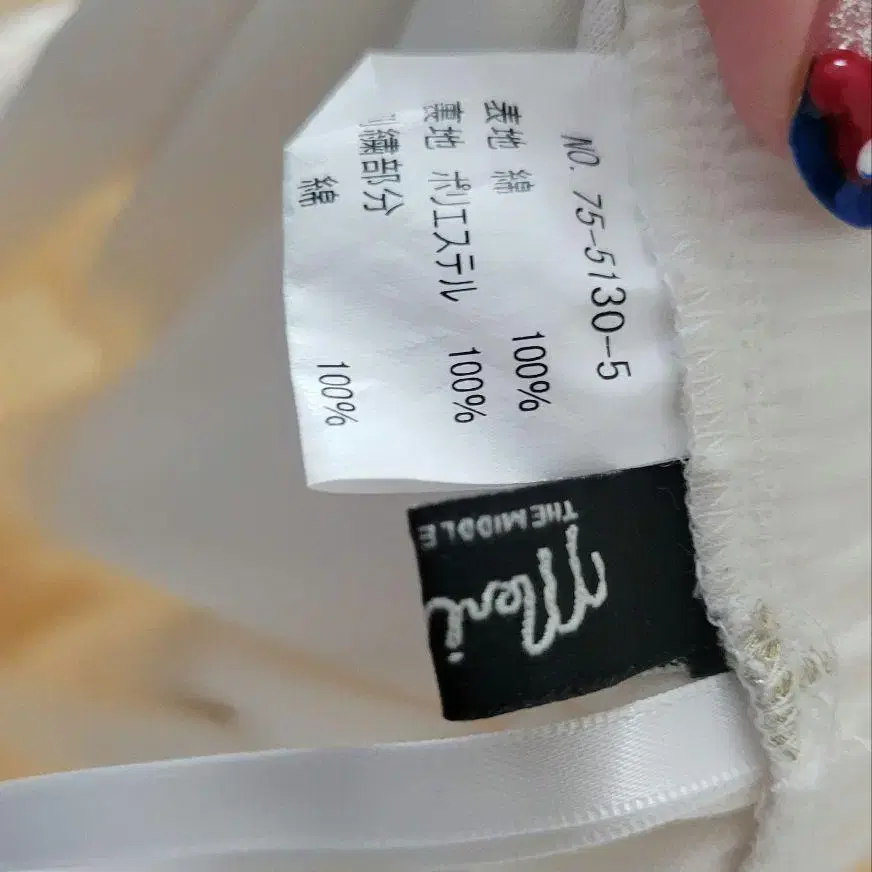 NO. 75-5130-5
表地 綿 100%
裏地 ポリエステル 100%
刺繍部分
綿 100%
THE MIDDLE
Meri